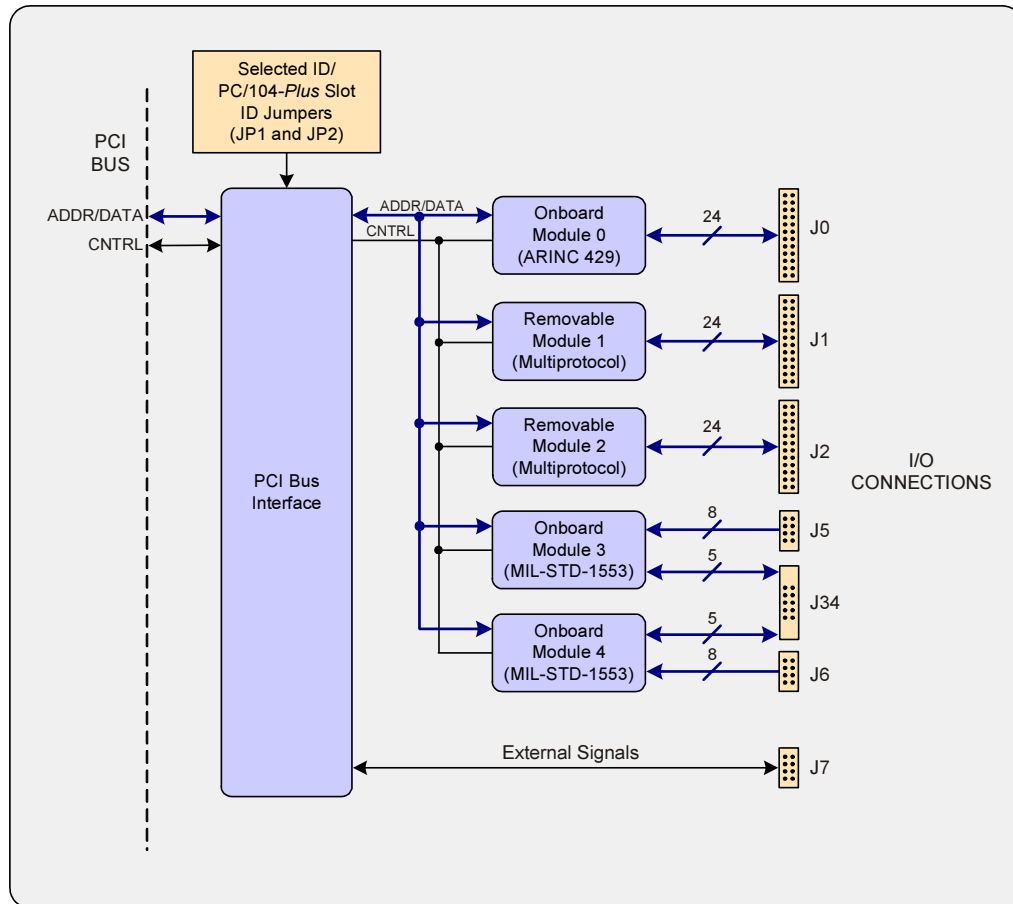 Selected ID/
PC/104-Plus Slot
ID Jumpers
(JP1 and JP2)
PCI
BUS
ADDR/DATA
CNTRL
PCI Bus
Interface
ADDR/DATA
CNTRL
Onboard
Module 0
(ARINC 429)
24
J0
Removable
Module 1
(Multiprotocol)
24
J1
Removable
Module 2
(Multiprotocol)
24
J2
I/O
CONNECTIONS
Onboard
Module 3
(MIL-STD-1553)
8
J5
5
J34
Onboard
Module 4
(MIL-STD-1553)
5
8
J6
External Signals
J7